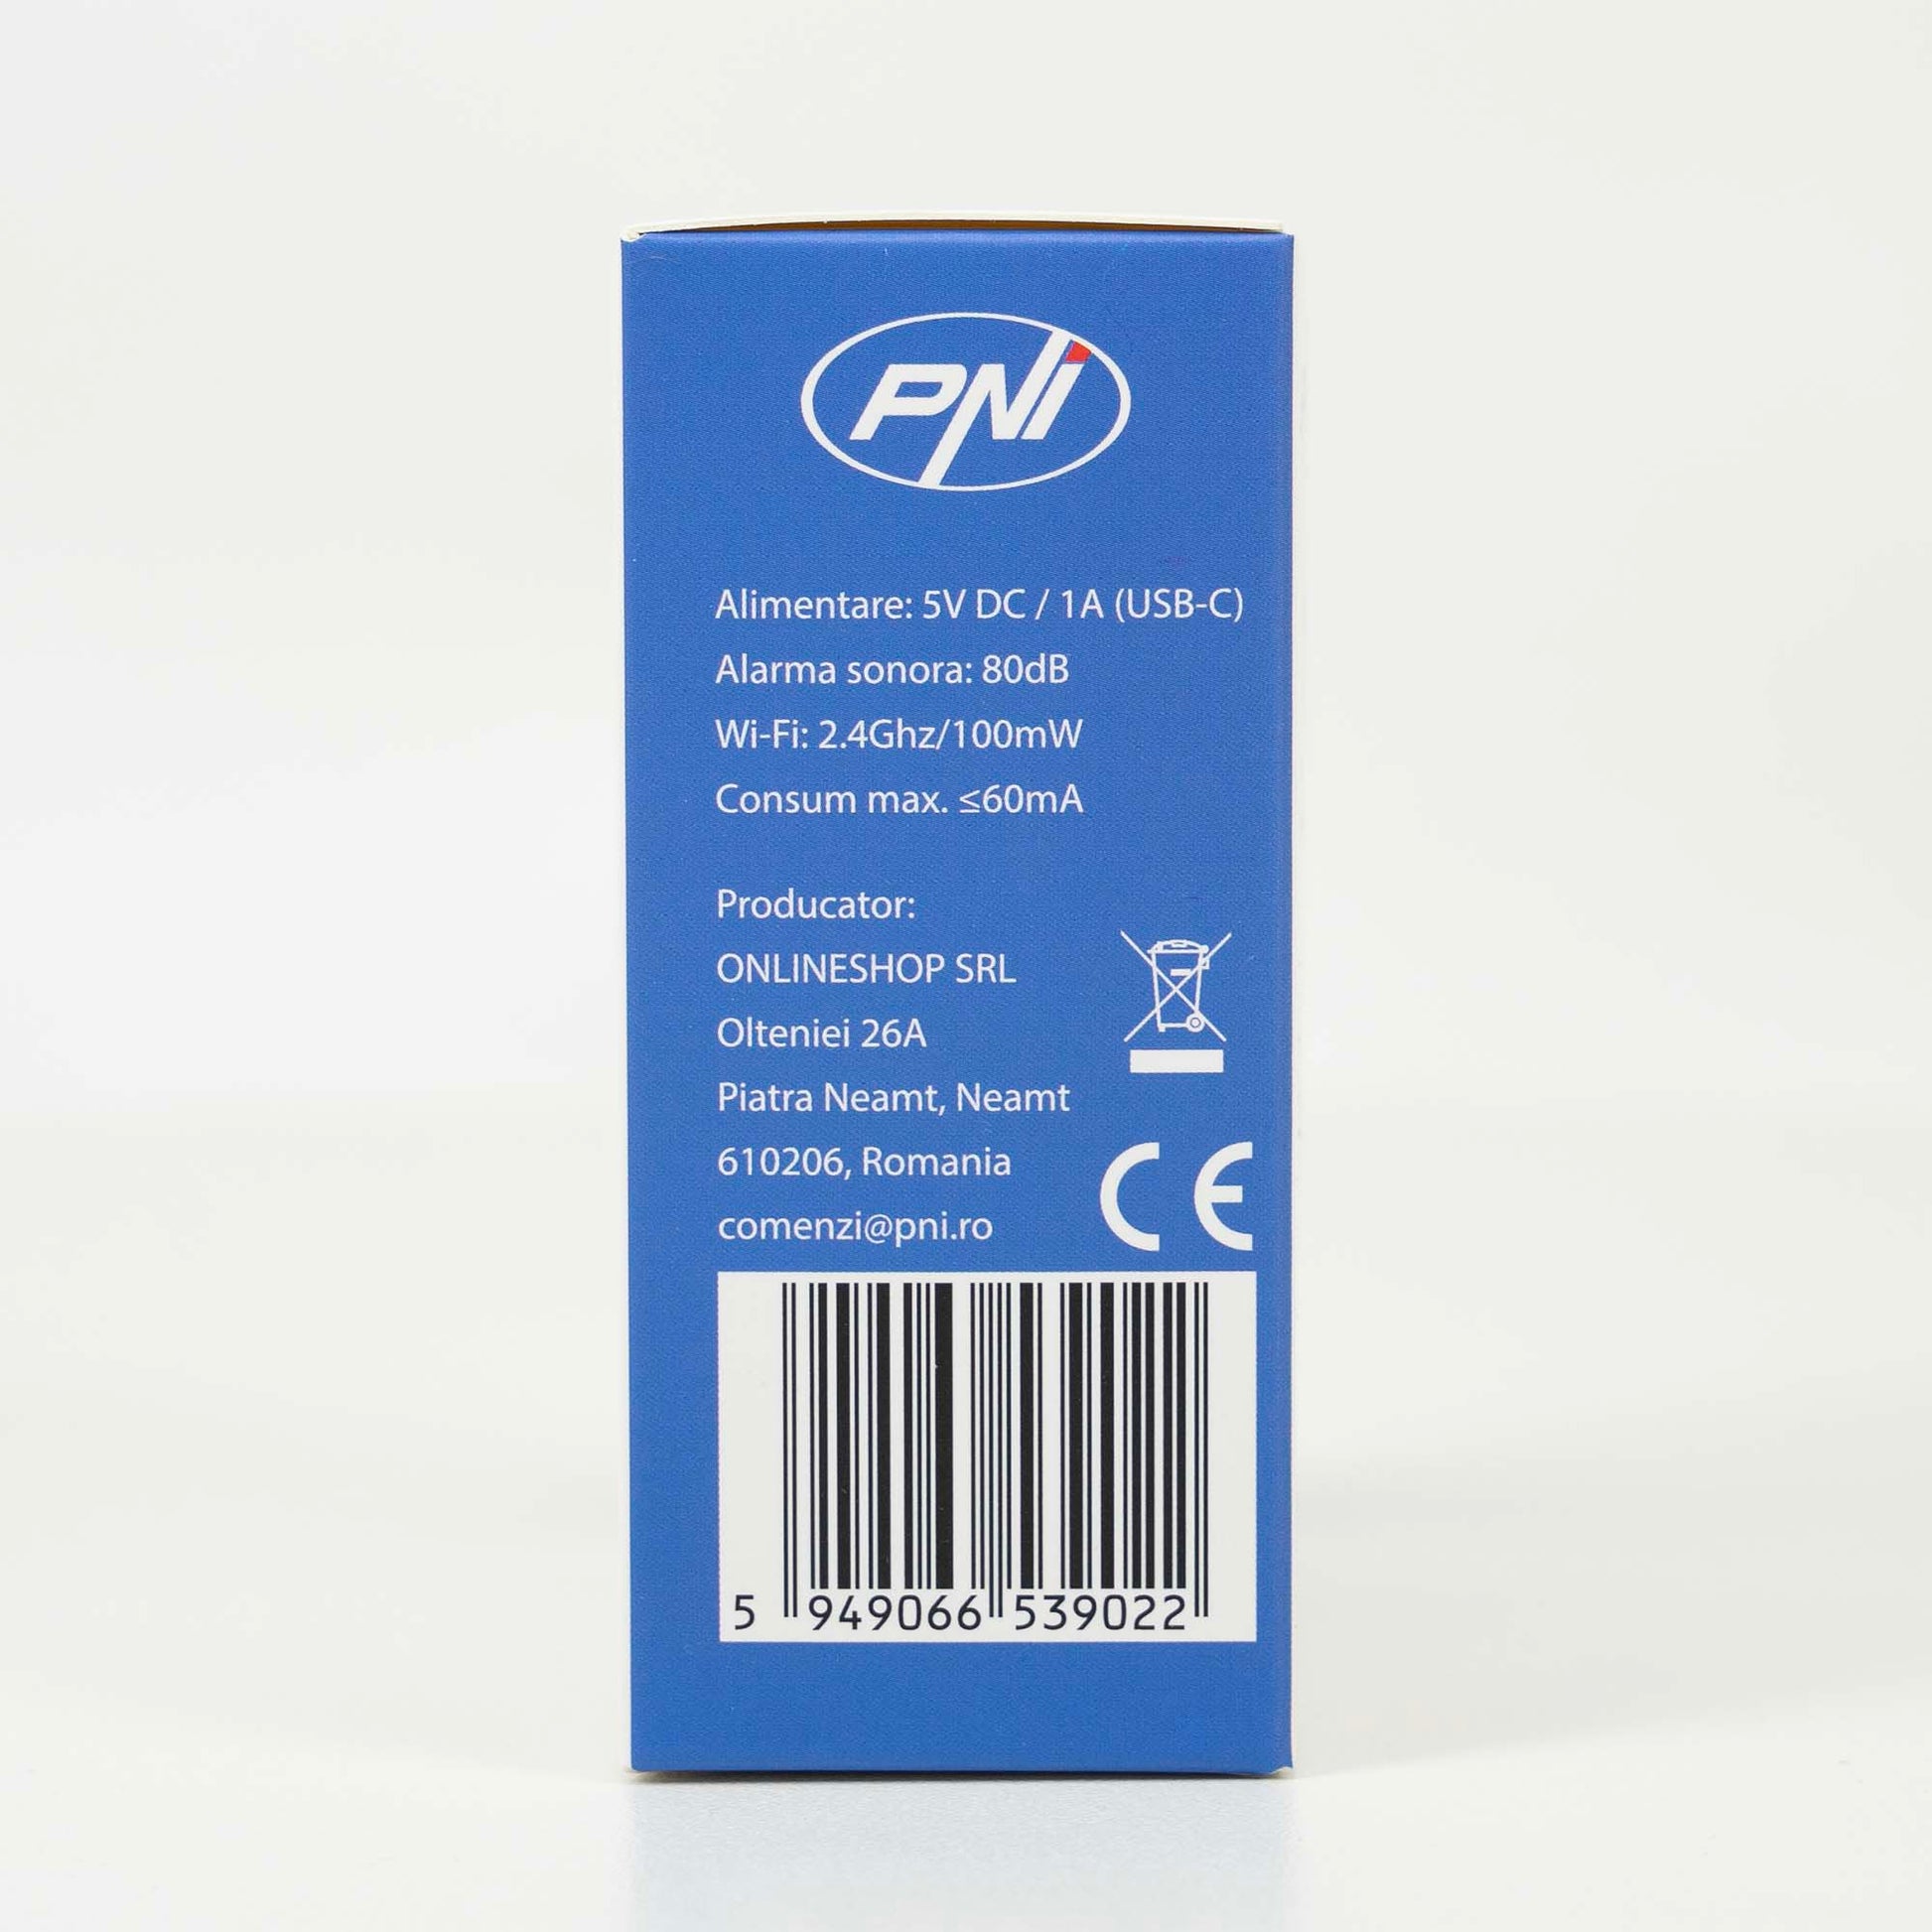 PNI
Alimentare: 5V DC / 1A (USB-C)
Alarma sonora: 80dB
Wi-Fi: 2.4Ghz/100mW
Consum max. ≤60mA
Producator:
ONLINESHOP SRL
Olteniei 26A
Piatra Neamt, Neamt
610206, Romania
comenzi@pni.ro
CE
5 949066 539022